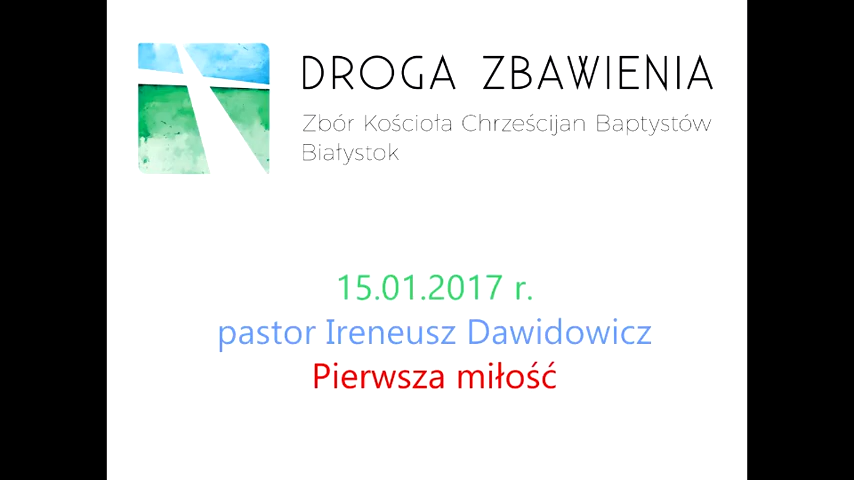 DROGA ZBAWIENIA
Zbór Kościoła Chrześcijan Baptystów
Białystok
15.01.2017 r.
pastor Ireneusz Dawidowicz
Pierwsza miłość